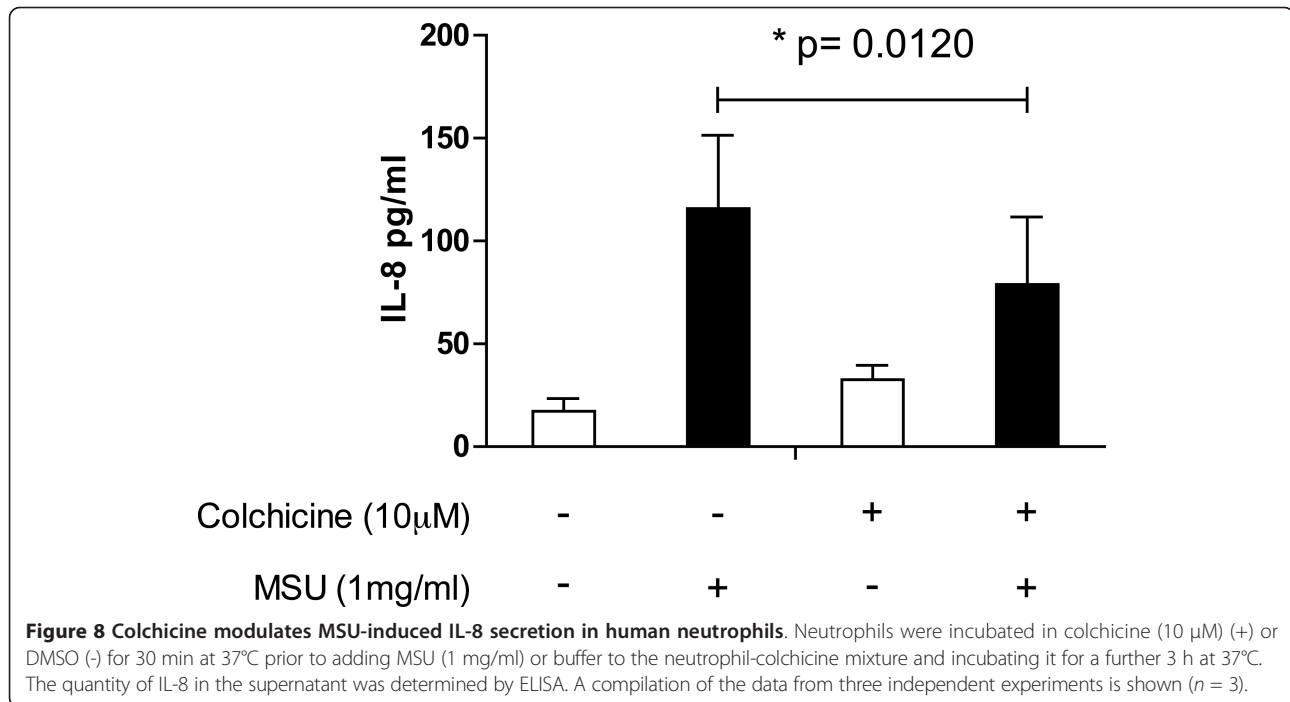 200
* p= 0.0120
150
100
50
0
IL-8 pg/ml
Colchicine (10μM) - - + +
MSU (1mg/ml) - + - +
Figure 8 Colchicine modulates MSU-induced IL-8 secretion in human neutrophils. Neutrophils were incubated in colchicine (10 μM) (+) or
DMSO (-) for 30 min at 37°C prior to adding MSU (1 mg/ml) or buffer to the neutrophil-colchicine mixture and incubating it for a further 3 h at 37°C.
The quantity of IL-8 in the supernatant was determined by ELISA. A compilation of the data from three independent experiments is shown (n = 3).